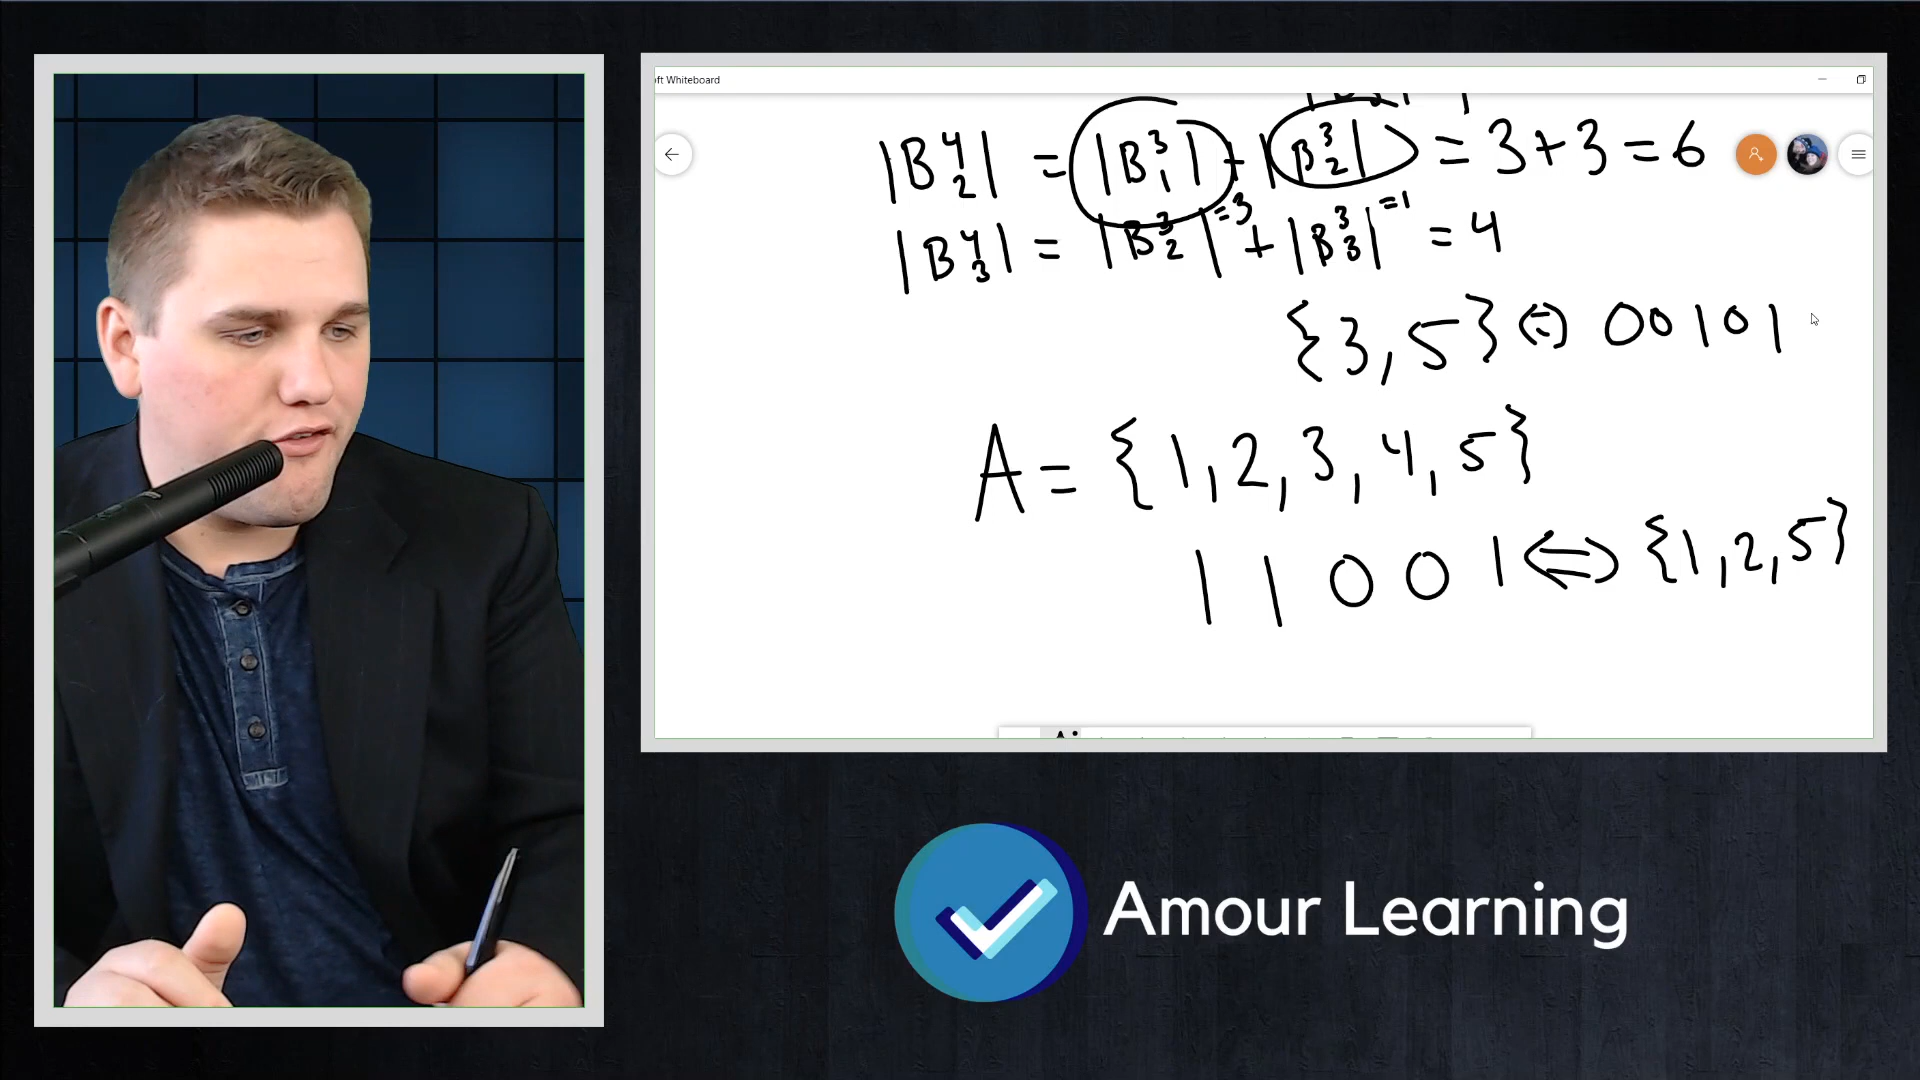 ft Whiteboard
|B⁴₂| = |B³₁| + |B³₂| = 3+3 = 6
|B⁴₃| = |B³₂|⁼³ + |B³₃|⁼¹ = 4
{3,5} ⇔ 00101
A = {1,2,3,4,5}
11001 ⇔ {1,2,5}
Amour Learning